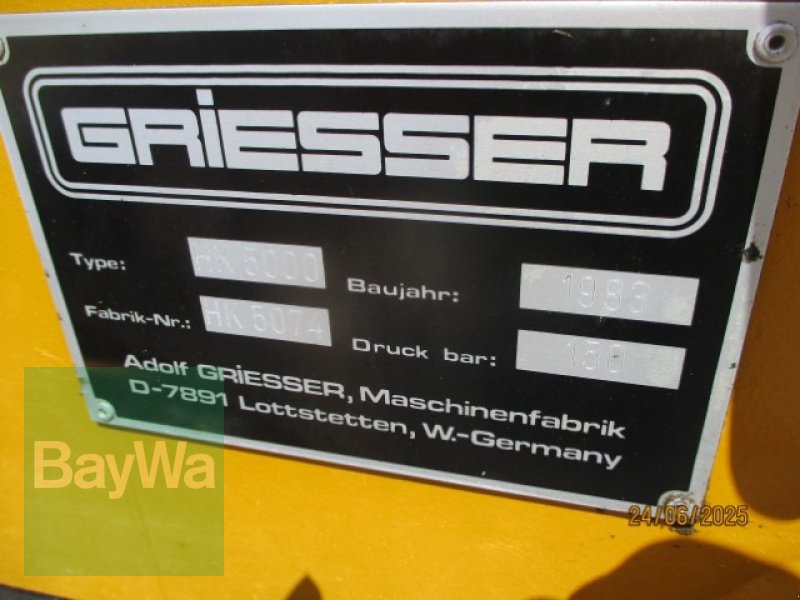 GRiESSER
Type: HK 5000
Baujahr: 1983
Fabrik-Nr.: HK 5074
Druck bar: 150
Adolf GRiESSER, Maschinenfabrik
D-7891 Lottstetten, W.-Germany
BayWa
24/06/2025